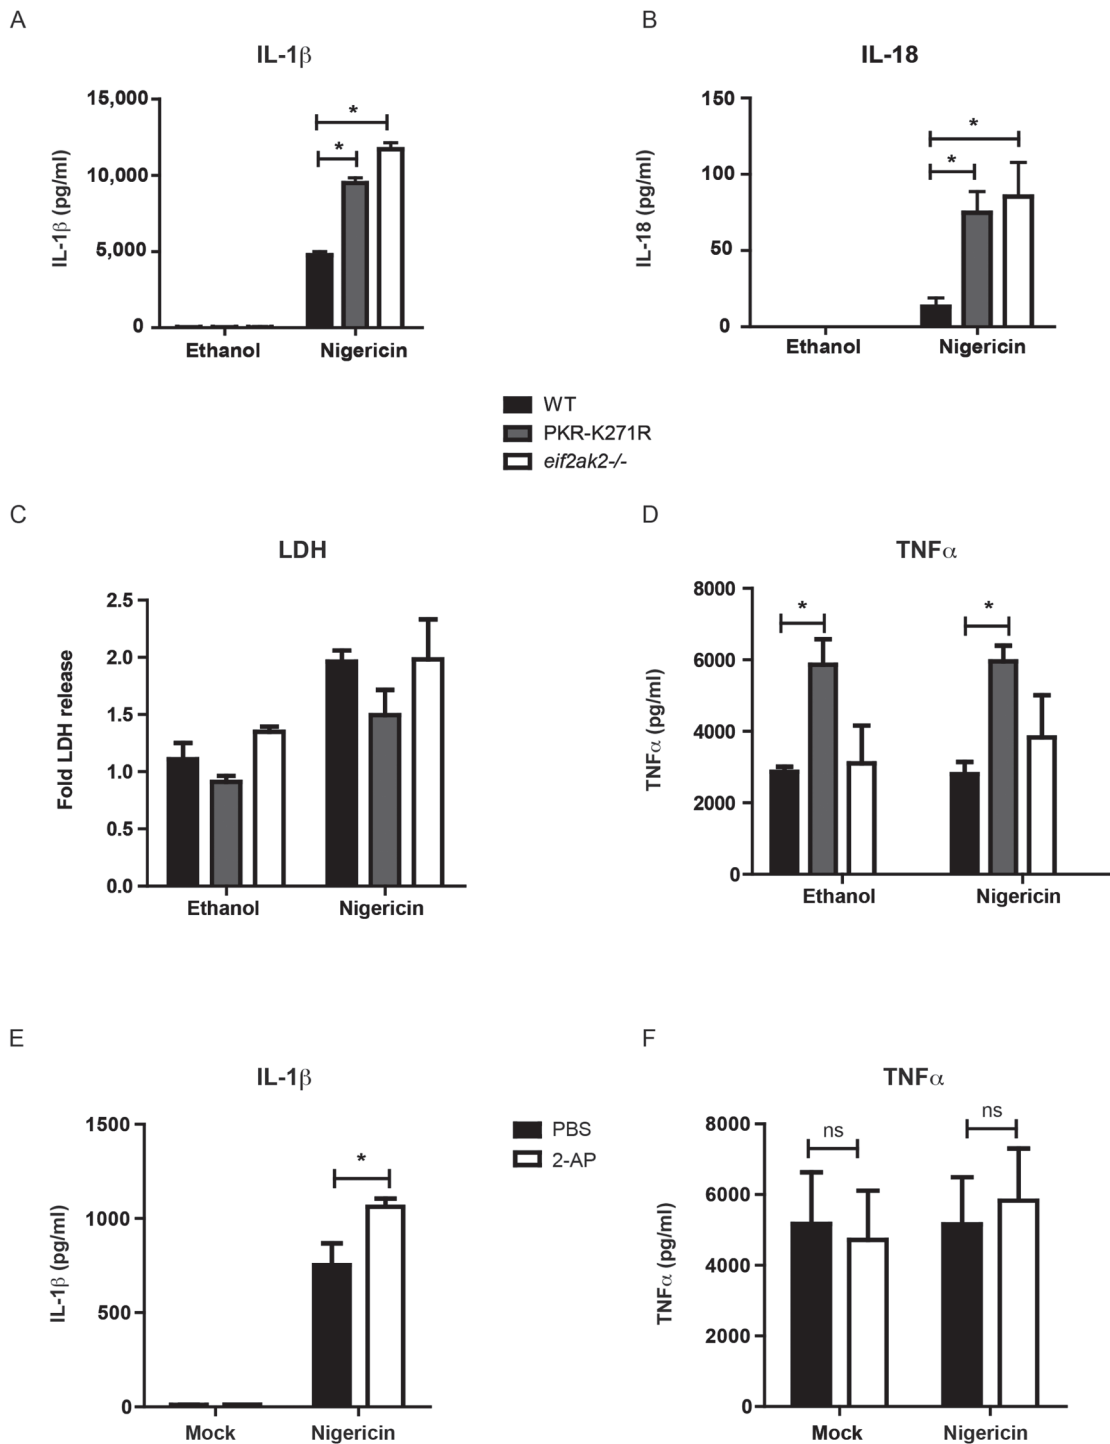 A
IL-1β
15,000
10,000
5,000
0
IL-1β (pg/ml)
*
*
Ethanol
Nigericin
B
IL-18
150
100
50
0
IL-18 (pg/ml)
*
*
Ethanol
Nigericin
WT
PKR-K271R
eif2ak2-/-
C
LDH
2.5
2.0
1.5
1.0
0.5
0.0
Fold LDH release
Ethanol
Nigericin
D
TNFα
8000
6000
4000
2000
0
TNFα (pg/ml)
*
*
Ethanol
Nigericin
E
IL-1β
1500
1000
500
0
IL-1β (pg/ml)
*
Mock
Nigericin
PBS
2-AP
F
TNFα
8000
6000
4000
2000
0
TNFα (pg/ml)
ns
ns
Mock
Nigericin